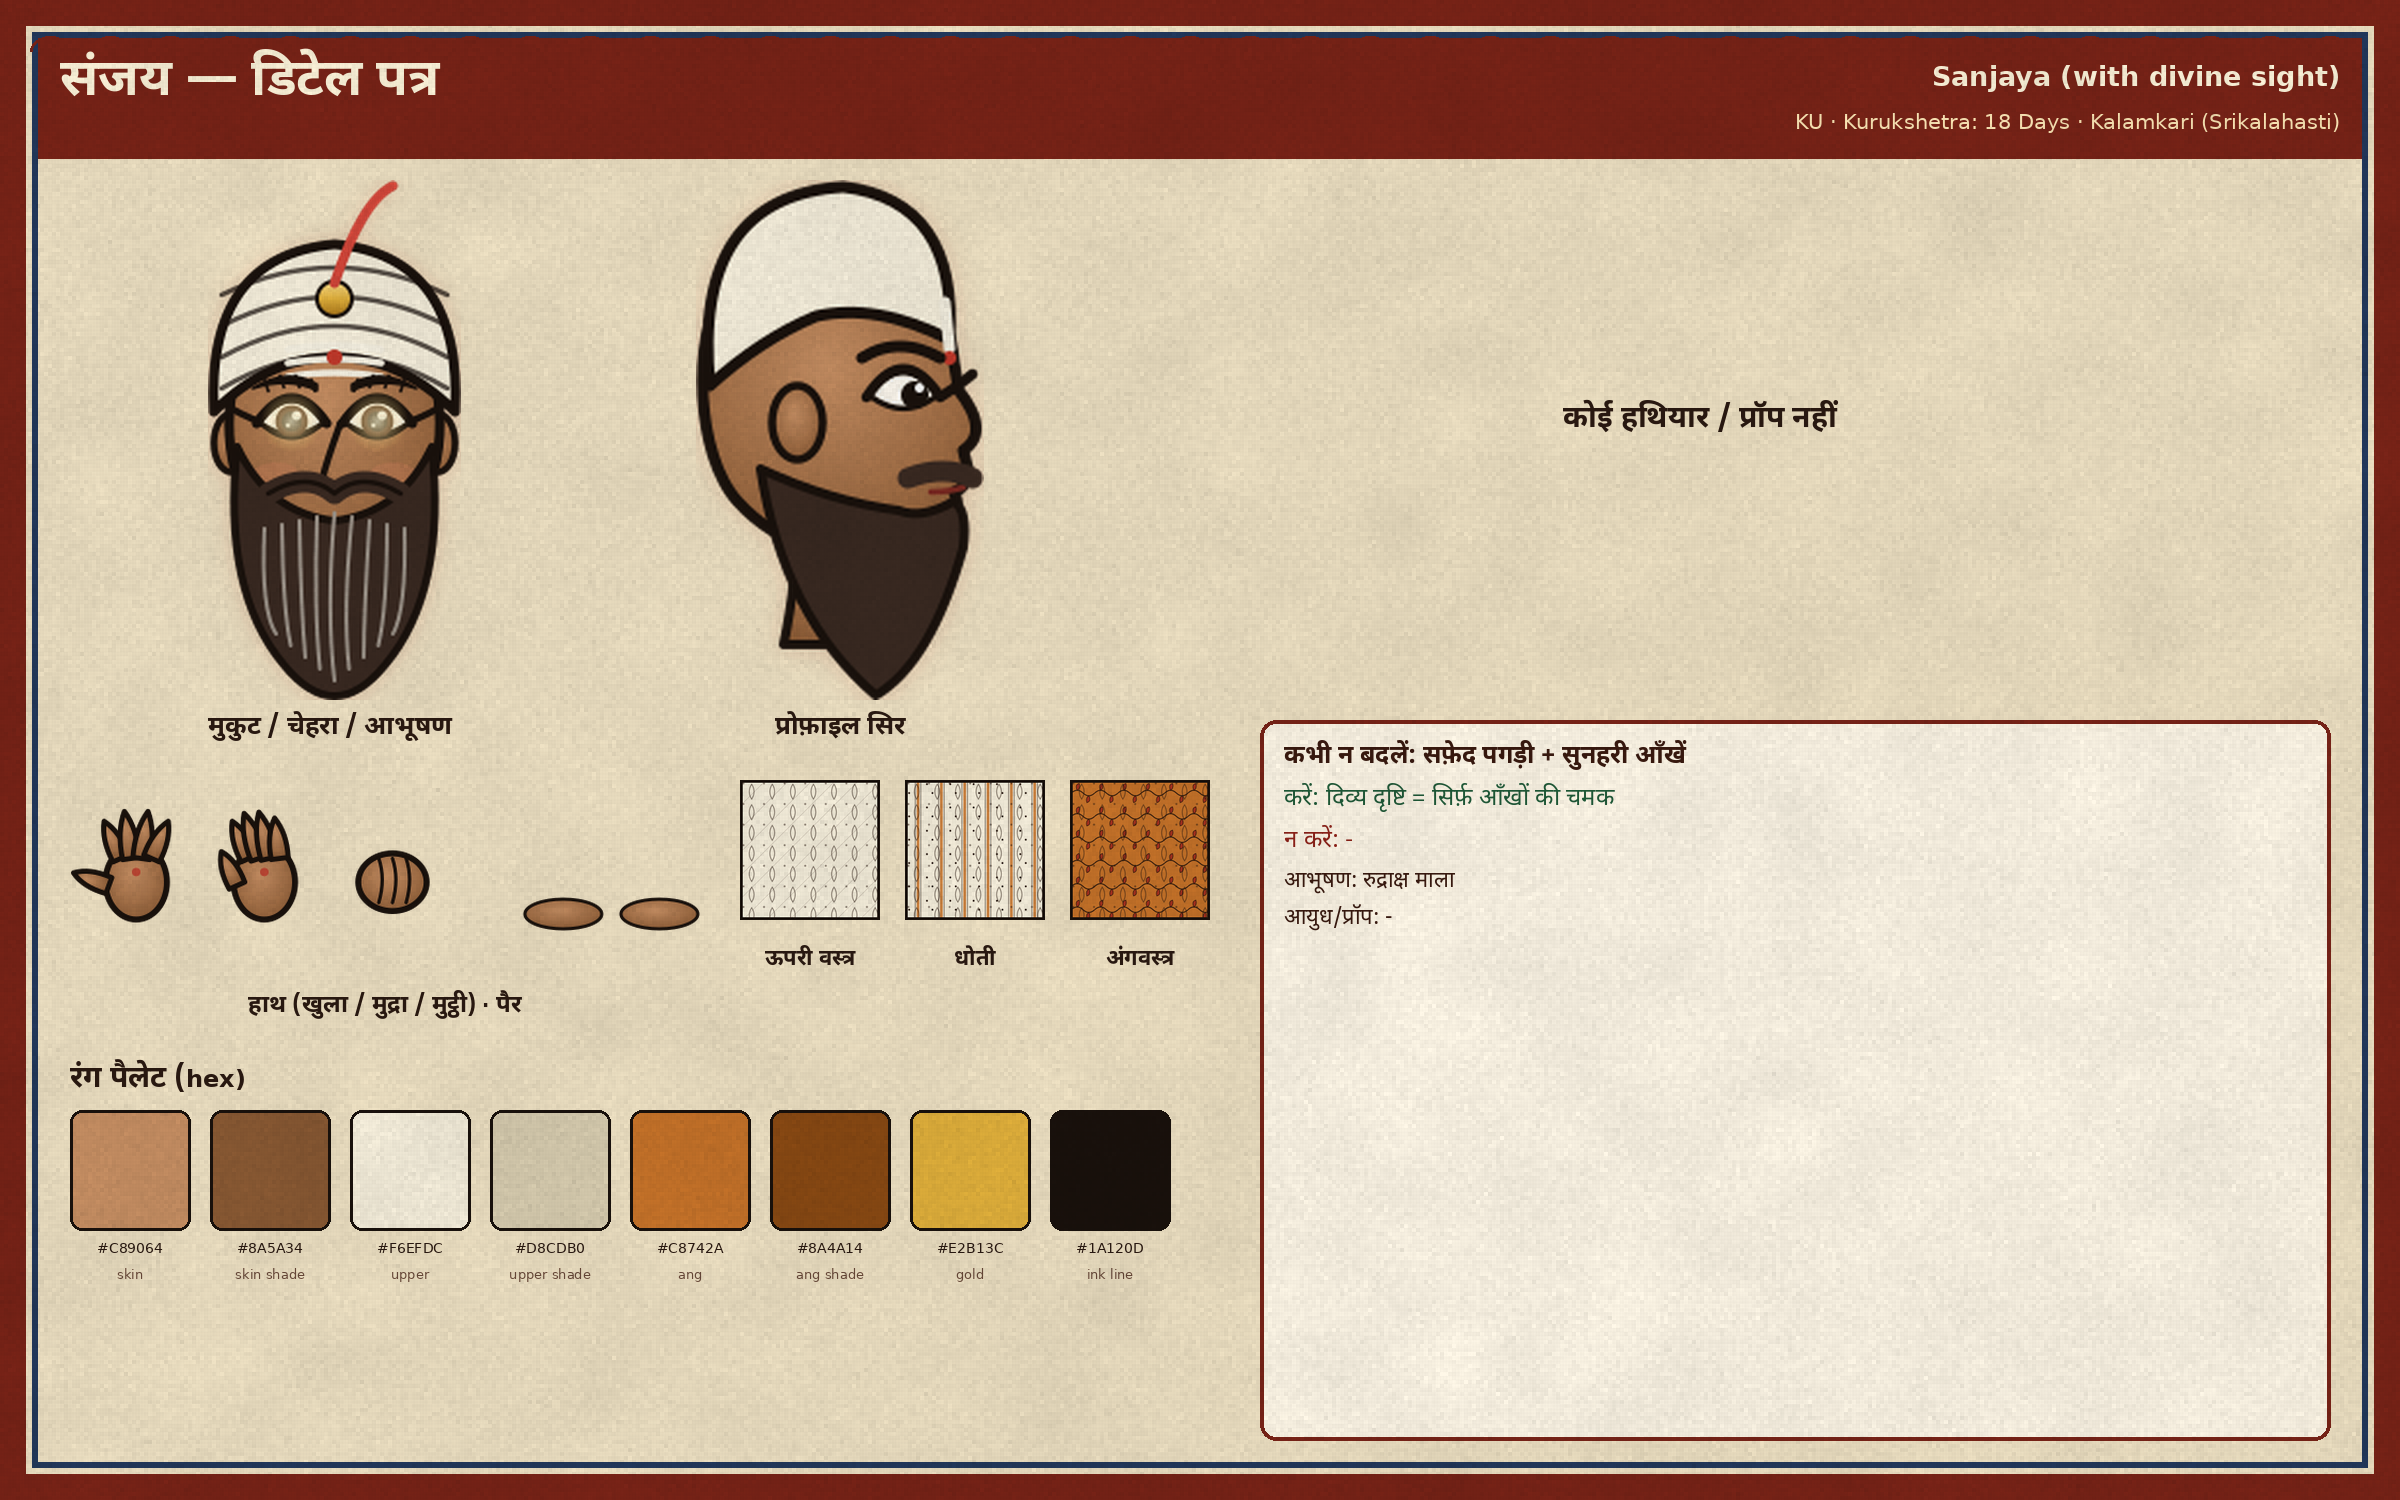 संजय — डिटेल पत्र
Sanjaya (with divine sight)
KU · Kurukshetra: 18 Days · Kalamkari (Srikalahasti)
कोई हथियार / प्रॉप नहीं
मुकुट / चेहरा / आभूषण
प्रोफ़ाइल सिर
कभी न बदलें: सफ़ेद पगड़ी + सुनहरी आँखें
करें: दिव्य दृष्टि = सिर्फ़ आँखों की चमक
न करें: -
आभूषण: रुद्राक्ष माला
आयुध/प्रॉप: -
ऊपरी वस्त्र
धोती
अंगवस्त्र
हाथ (खुला / मुद्रा / मुट्ठी) · पैर
रंग पैलेट (hex)
#C89064
#8A5A34
#F6EFDC
#D8CDB0
#C8742A
#8A4A14
#E2B13C
#1A120D
skin
skin shade
upper
upper shade
ang
ang shade
gold
ink line